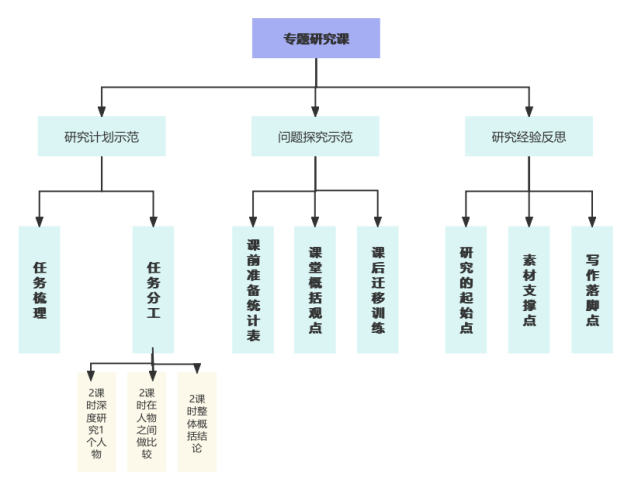 专题研究课
研究计划示范
问题探究示范
研究经验反思
任务梳理
任务分工
课前准备统计表
课堂概括观点
课后迁移训练
研究的起始点
素材支撑点
写作落脚点
2课
时深
度研
究1
个人
物
2课
时在
人物
之间
做比
较
2课
时整
体概
括结
论